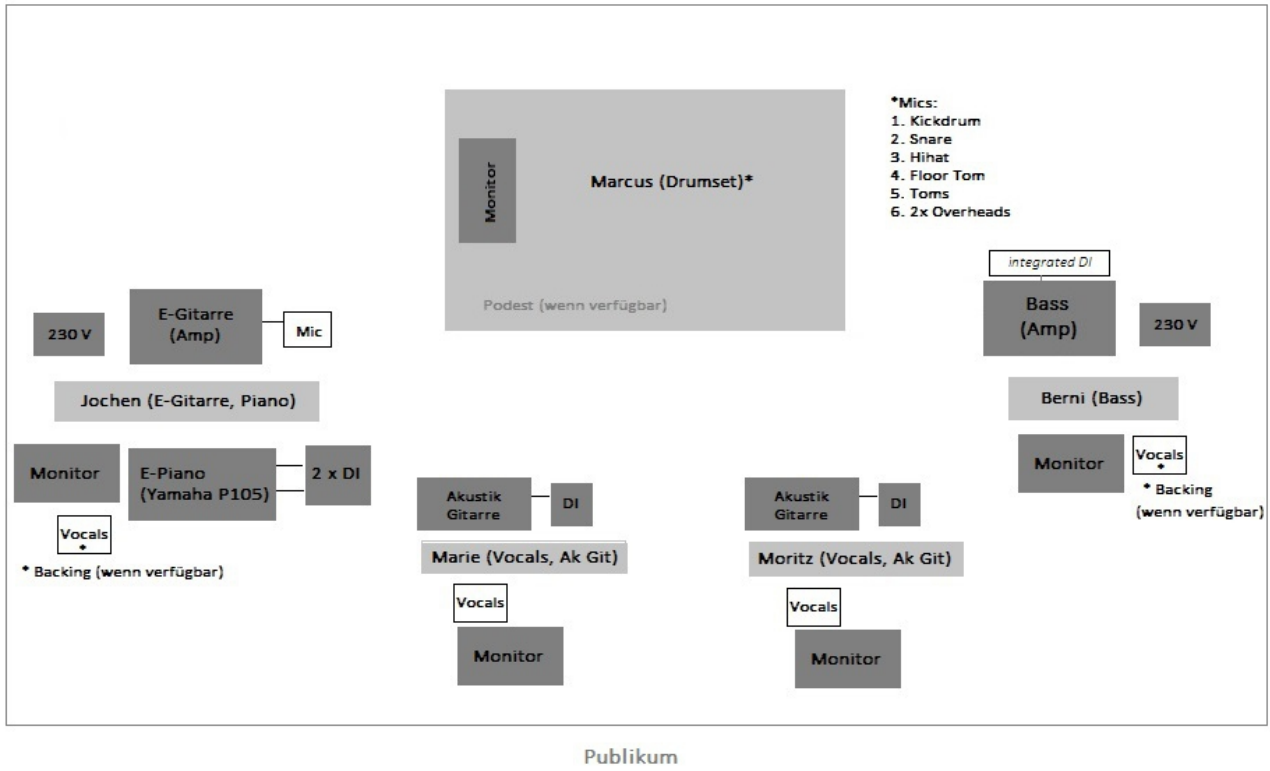 *Mics:
1. Kickdrum
2. Snare
3. Hihat
4. Floor Tom
5. Toms
6. 2x Overheads
Monitor
Marcus (Drumset)*
Podest (wenn verfügbar)
230 V
E-Gitarre
(Amp)
Mic
Jochen (E-Gitarre, Piano)
Monitor
E-Piano
(Yamaha P105)
2 x DI
Vocals
*
* Backing (wenn verfügbar)
Akustik
Gitarre
DI
Marie (Vocals, Ak Git)
Vocals
Monitor
Akustik
Gitarre
DI
Moritz (Vocals, Ak Git)
Vocals
Monitor
integrated DI
Bass
(Amp)
230 V
Berni (Bass)
Monitor
Vocals
*
* Backing
(wenn verfügbar)
Publikum